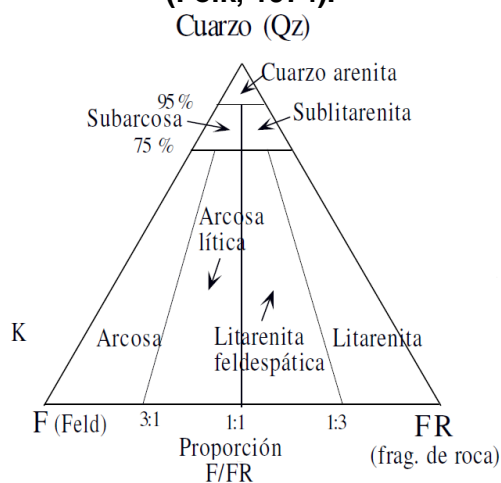 (Folk, 1974).
Cuarzo (Qz)
Cuarzo arenita
95 %
Subarcosa
Sublitarenita
75 %
Arcosa
lítica
K
Arcosa
Litarenita
feldespática
Litarenita
F (Feld)
3:1
1:1
1:3
FR
Proporción
F/FR
(frag. de roca)